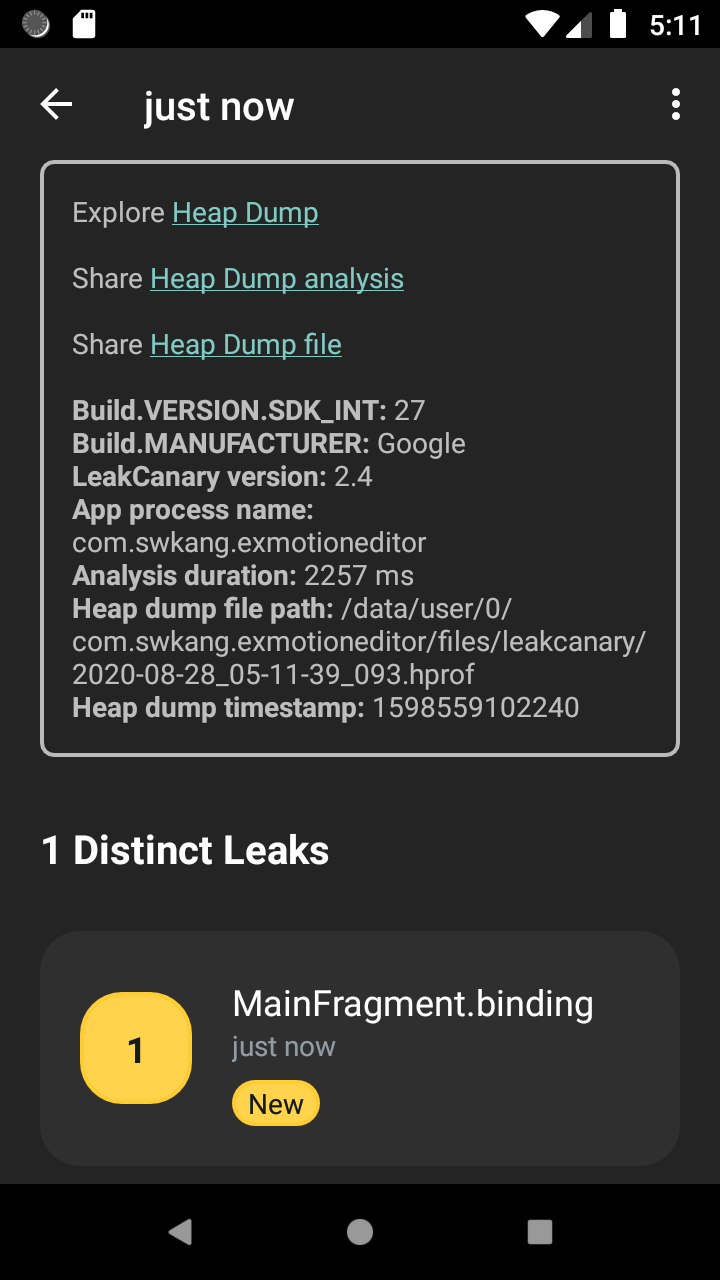 5:11
just now
Explore Heap Dump
Share Heap Dump analysis
Share Heap Dump file
Build.VERSION.SDK_INT: 27
Build.MANUFACTURER: Google
LeakCanary version: 2.4
App process name:
com.swkang.exmotioneditor
Analysis duration: 2257 ms
Heap dump file path: /data/user/0/
com.swkang.exmotioneditor/files/leakcanary/
2020-08-28_05-11-39_093.hprof
Heap dump timestamp: 1598559102240
1 Distinct Leaks
1
MainFragment.binding
just now
New